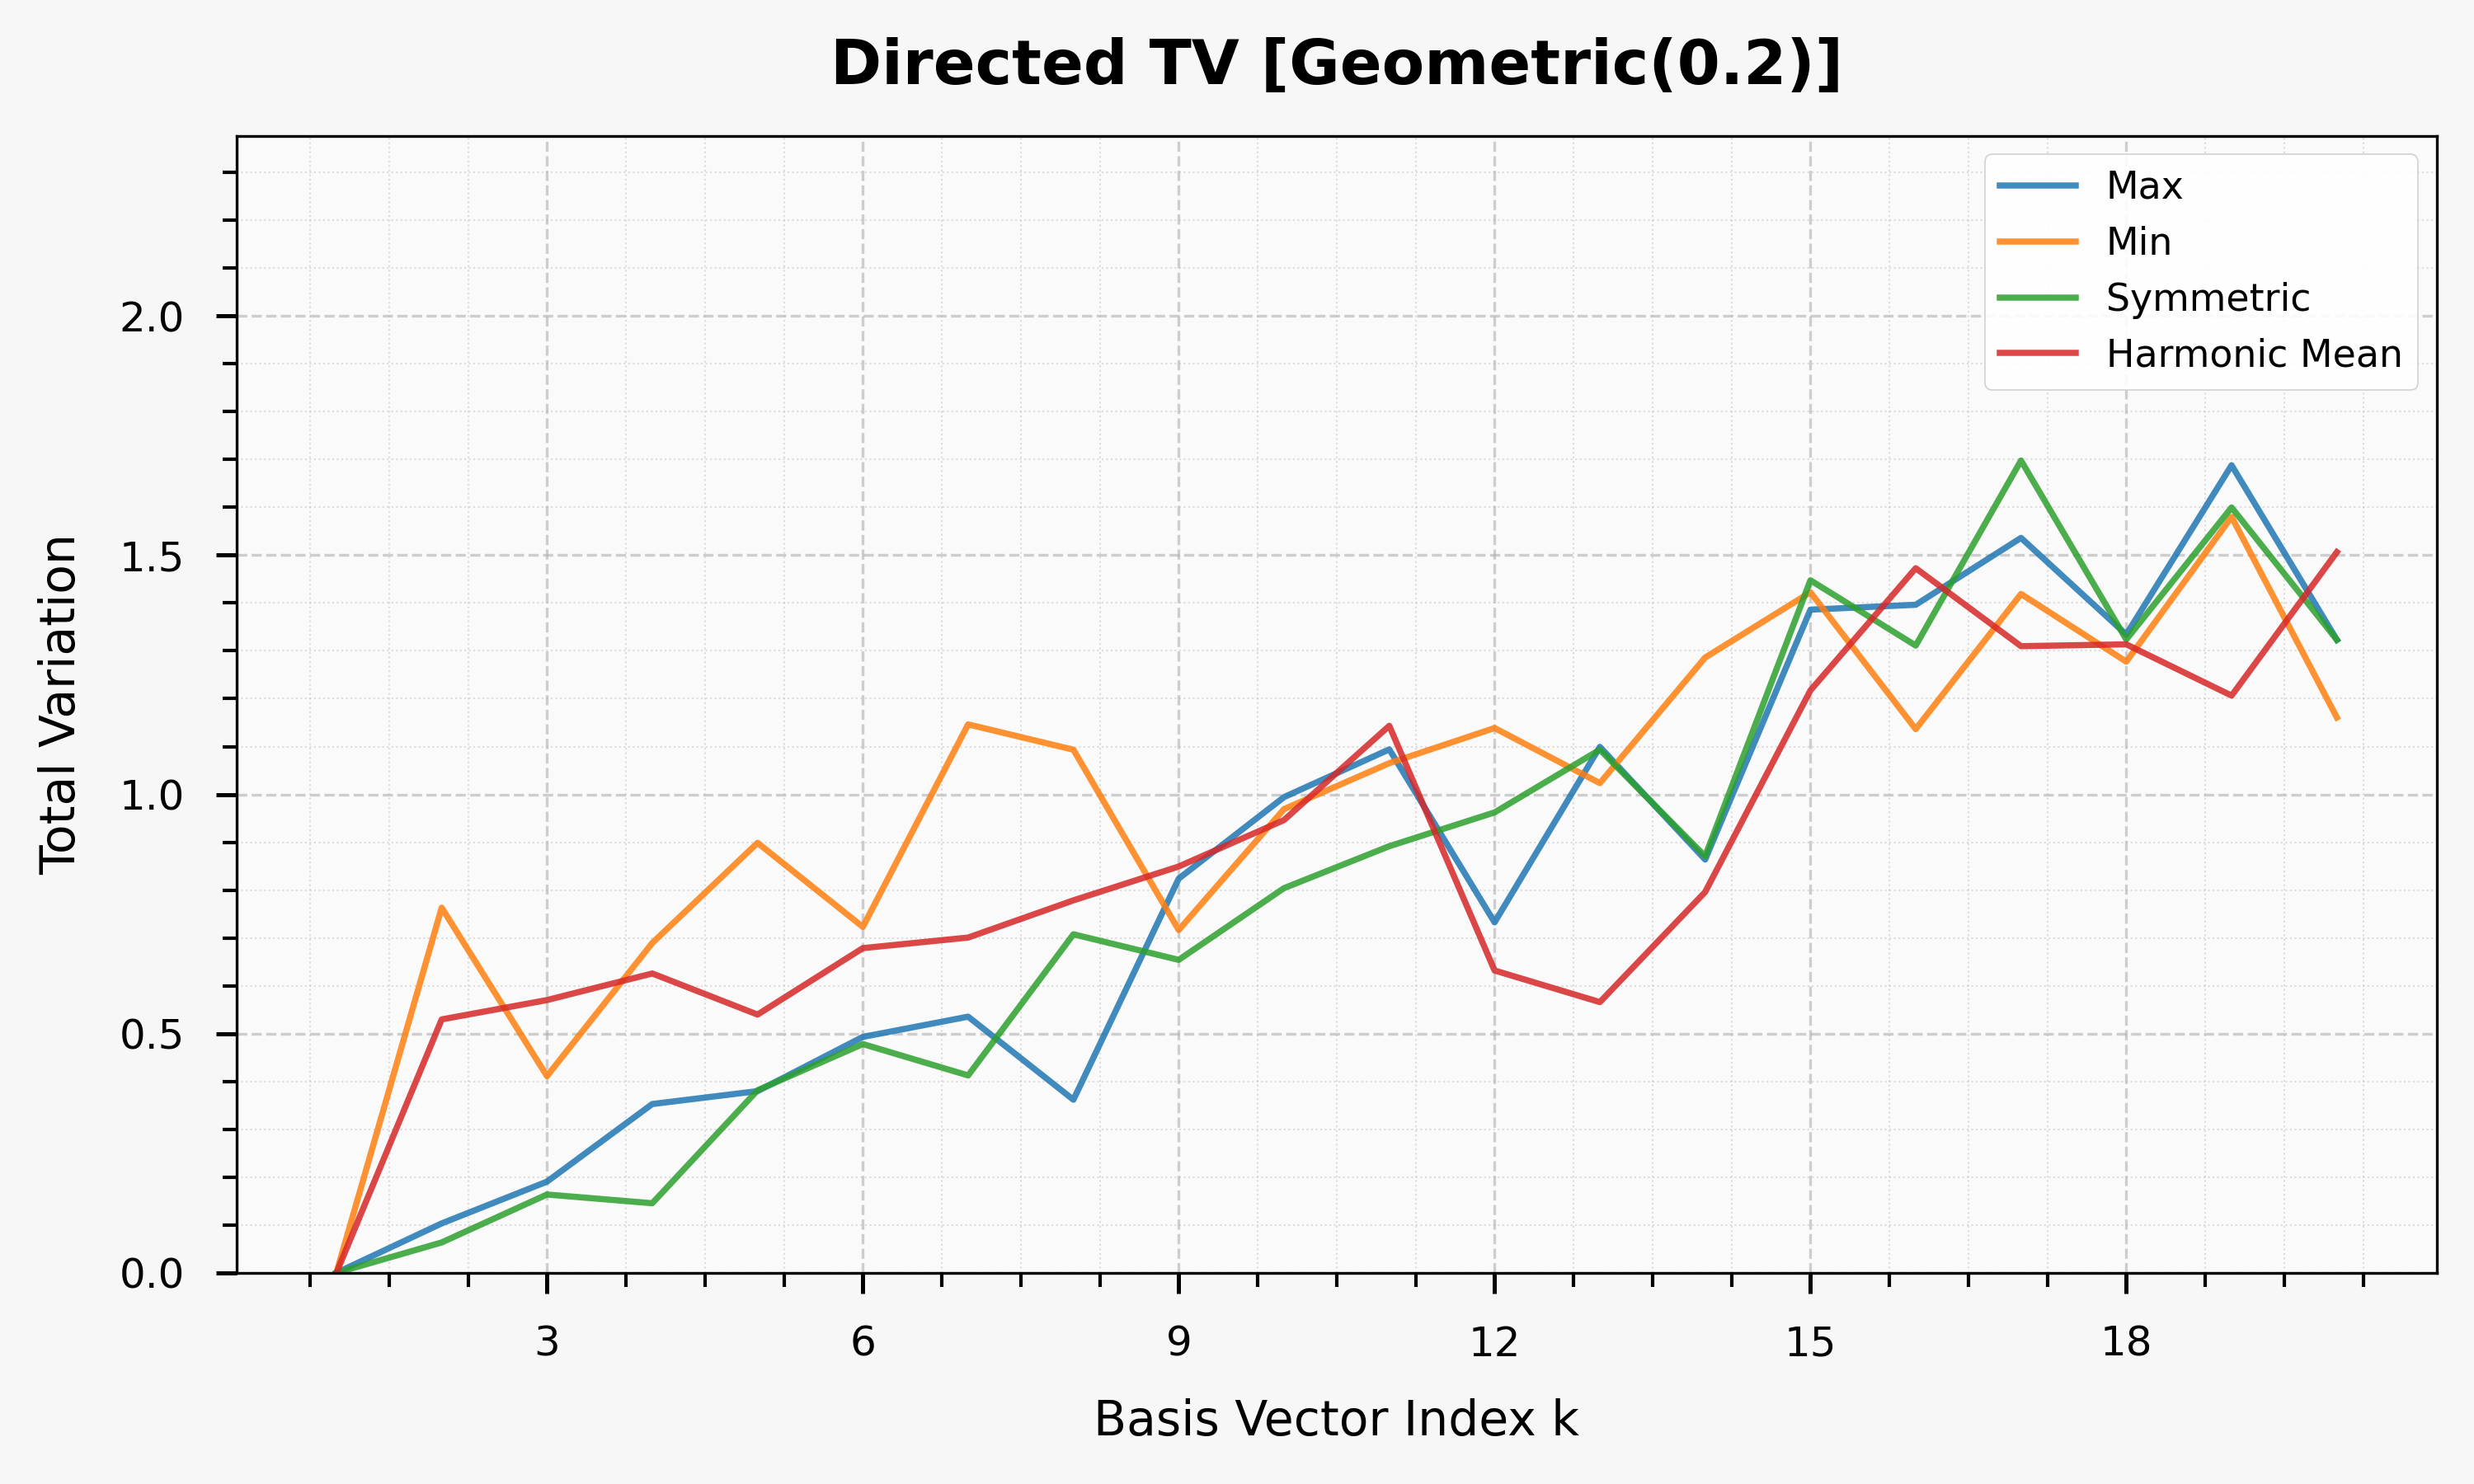 Directed TV [Geometric(0.2)]
Max
Min
Symmetric
Harmonic Mean
Total Variation
2.0
1.5
1.0
0.5
0.0
3 6 9 12 15 18
Basis Vector Index k